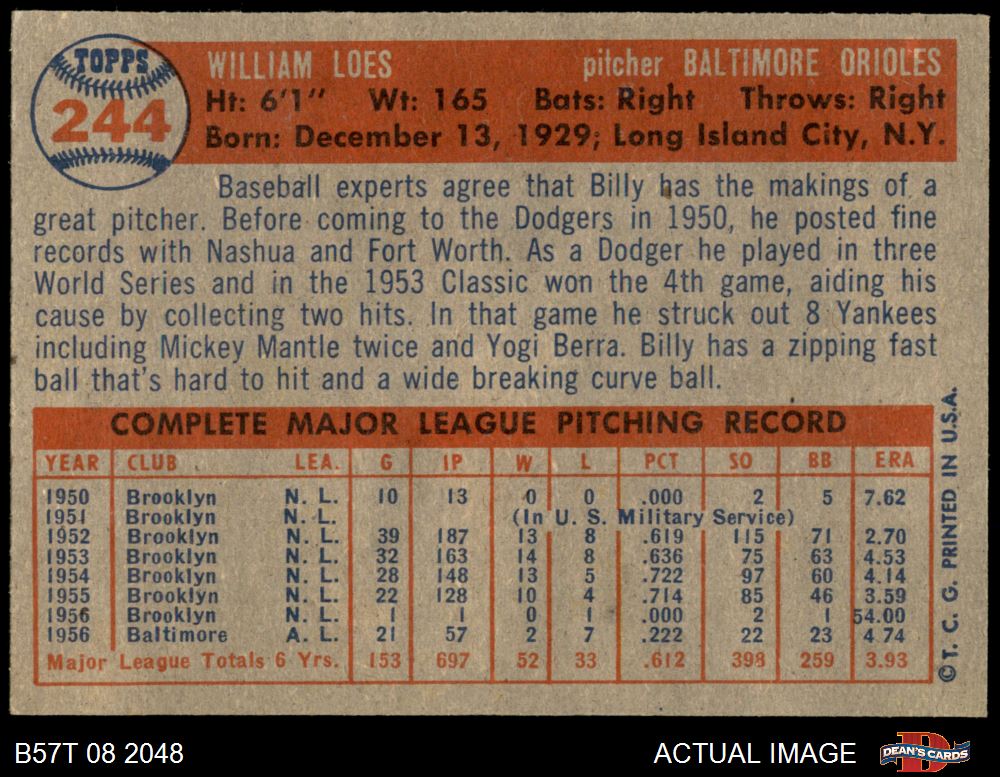 TOPPS
244
WILLIAM LOES pitcher BALTIMORE ORIOLES
Ht: 6'1" Wt: 165 Bats: Right Throws: Right
Born: December 13, 1929; Long Island City, N.Y.
Baseball experts agree that Billy has the makings of a
great pitcher. Before coming to the Dodgers in 1950, he posted fine
records with Nashua and Fort Worth. As a Dodger he played in three
World Series and in the 1953 Classic won the 4th game, aiding his
cause by collecting two hits. In that game he struck out 8 Yankees
including Mickey Mantle twice and Yogi Berra. Billy has a zipping fast
ball that's hard to hit and a wide breaking curve ball.
COMPLETE MAJOR LEAGUE PITCHING RECORD
YEAR CLUB LEA. G IP W L PCT SO BB ERA
1950 Brooklyn N. L. 10 13 0 0 .000 2 5 7.62
1951 Brooklyn N. L. (In U. S. Military Service)
1952 Brooklyn N. L. 39 187 13 8 .619 115 71 2.70
1953 Brooklyn N. L. 32 163 14 8 .636 75 63 4.53
1954 Brooklyn N. L. 28 148 13 5 .722 97 60 4.14
1955 Brooklyn N. L. 22 128 10 4 .714 85 46 3.59
1956 Brooklyn N. L. 1 1 0 1 .000 2 1 54.00
1956 Baltimore A. L. 21 57 2 7 .222 22 23 4.74
Major League Totals 6 Yrs. 153 697 52 33 .612 398 259 3.93
© T. C. G. PRINTED IN U.S.A.
B57T 08 2048 ACTUAL IMAGE DEAN'S CARDS